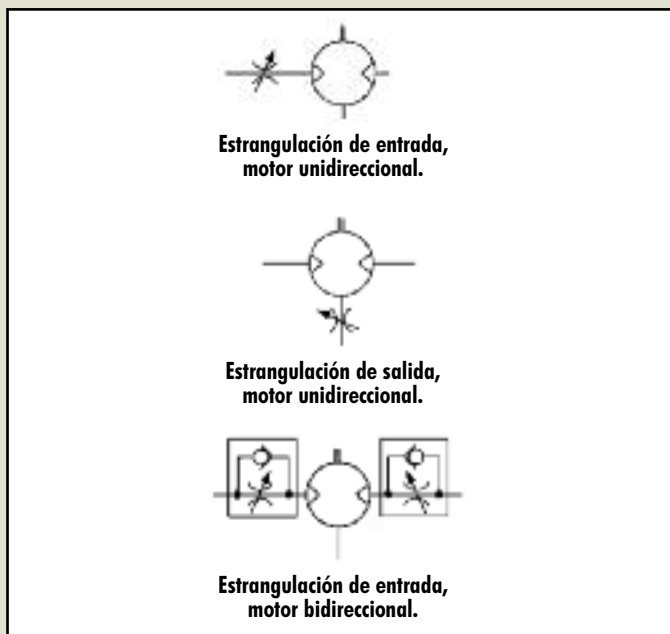 Estrangulación de entrada,
motor unidireccional.
Estrangulación de salida,
motor unidireccional.
Estrangulación de entrada,
motor bidireccional.